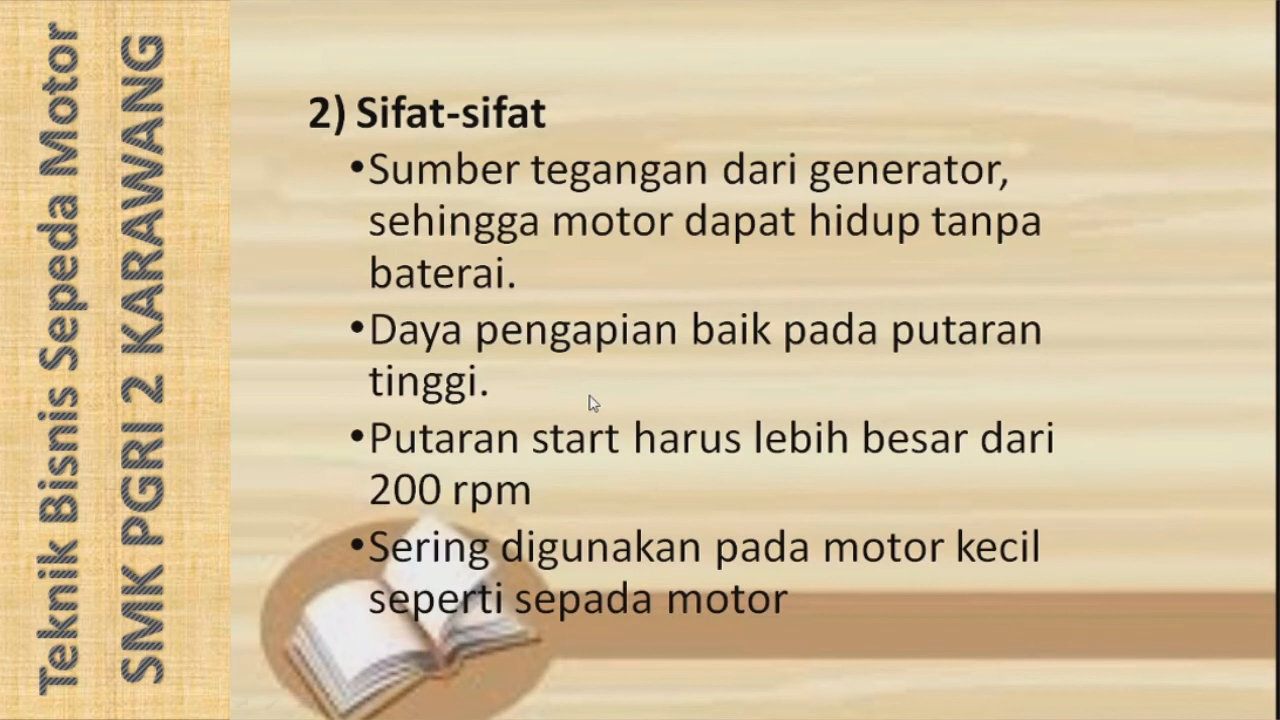 Teknik Bisnis Sepeda Motor
SMK PGRI 2 KARAWANG
2) Sifat-sifat
•Sumber tegangan dari generator,
sehingga motor dapat hidup tanpa
baterai.
•Daya pengapian baik pada putaran
tinggi.
•Putaran start harus lebih besar dari
200 rpm
•Sering digunakan pada motor kecil
seperti sepada motor